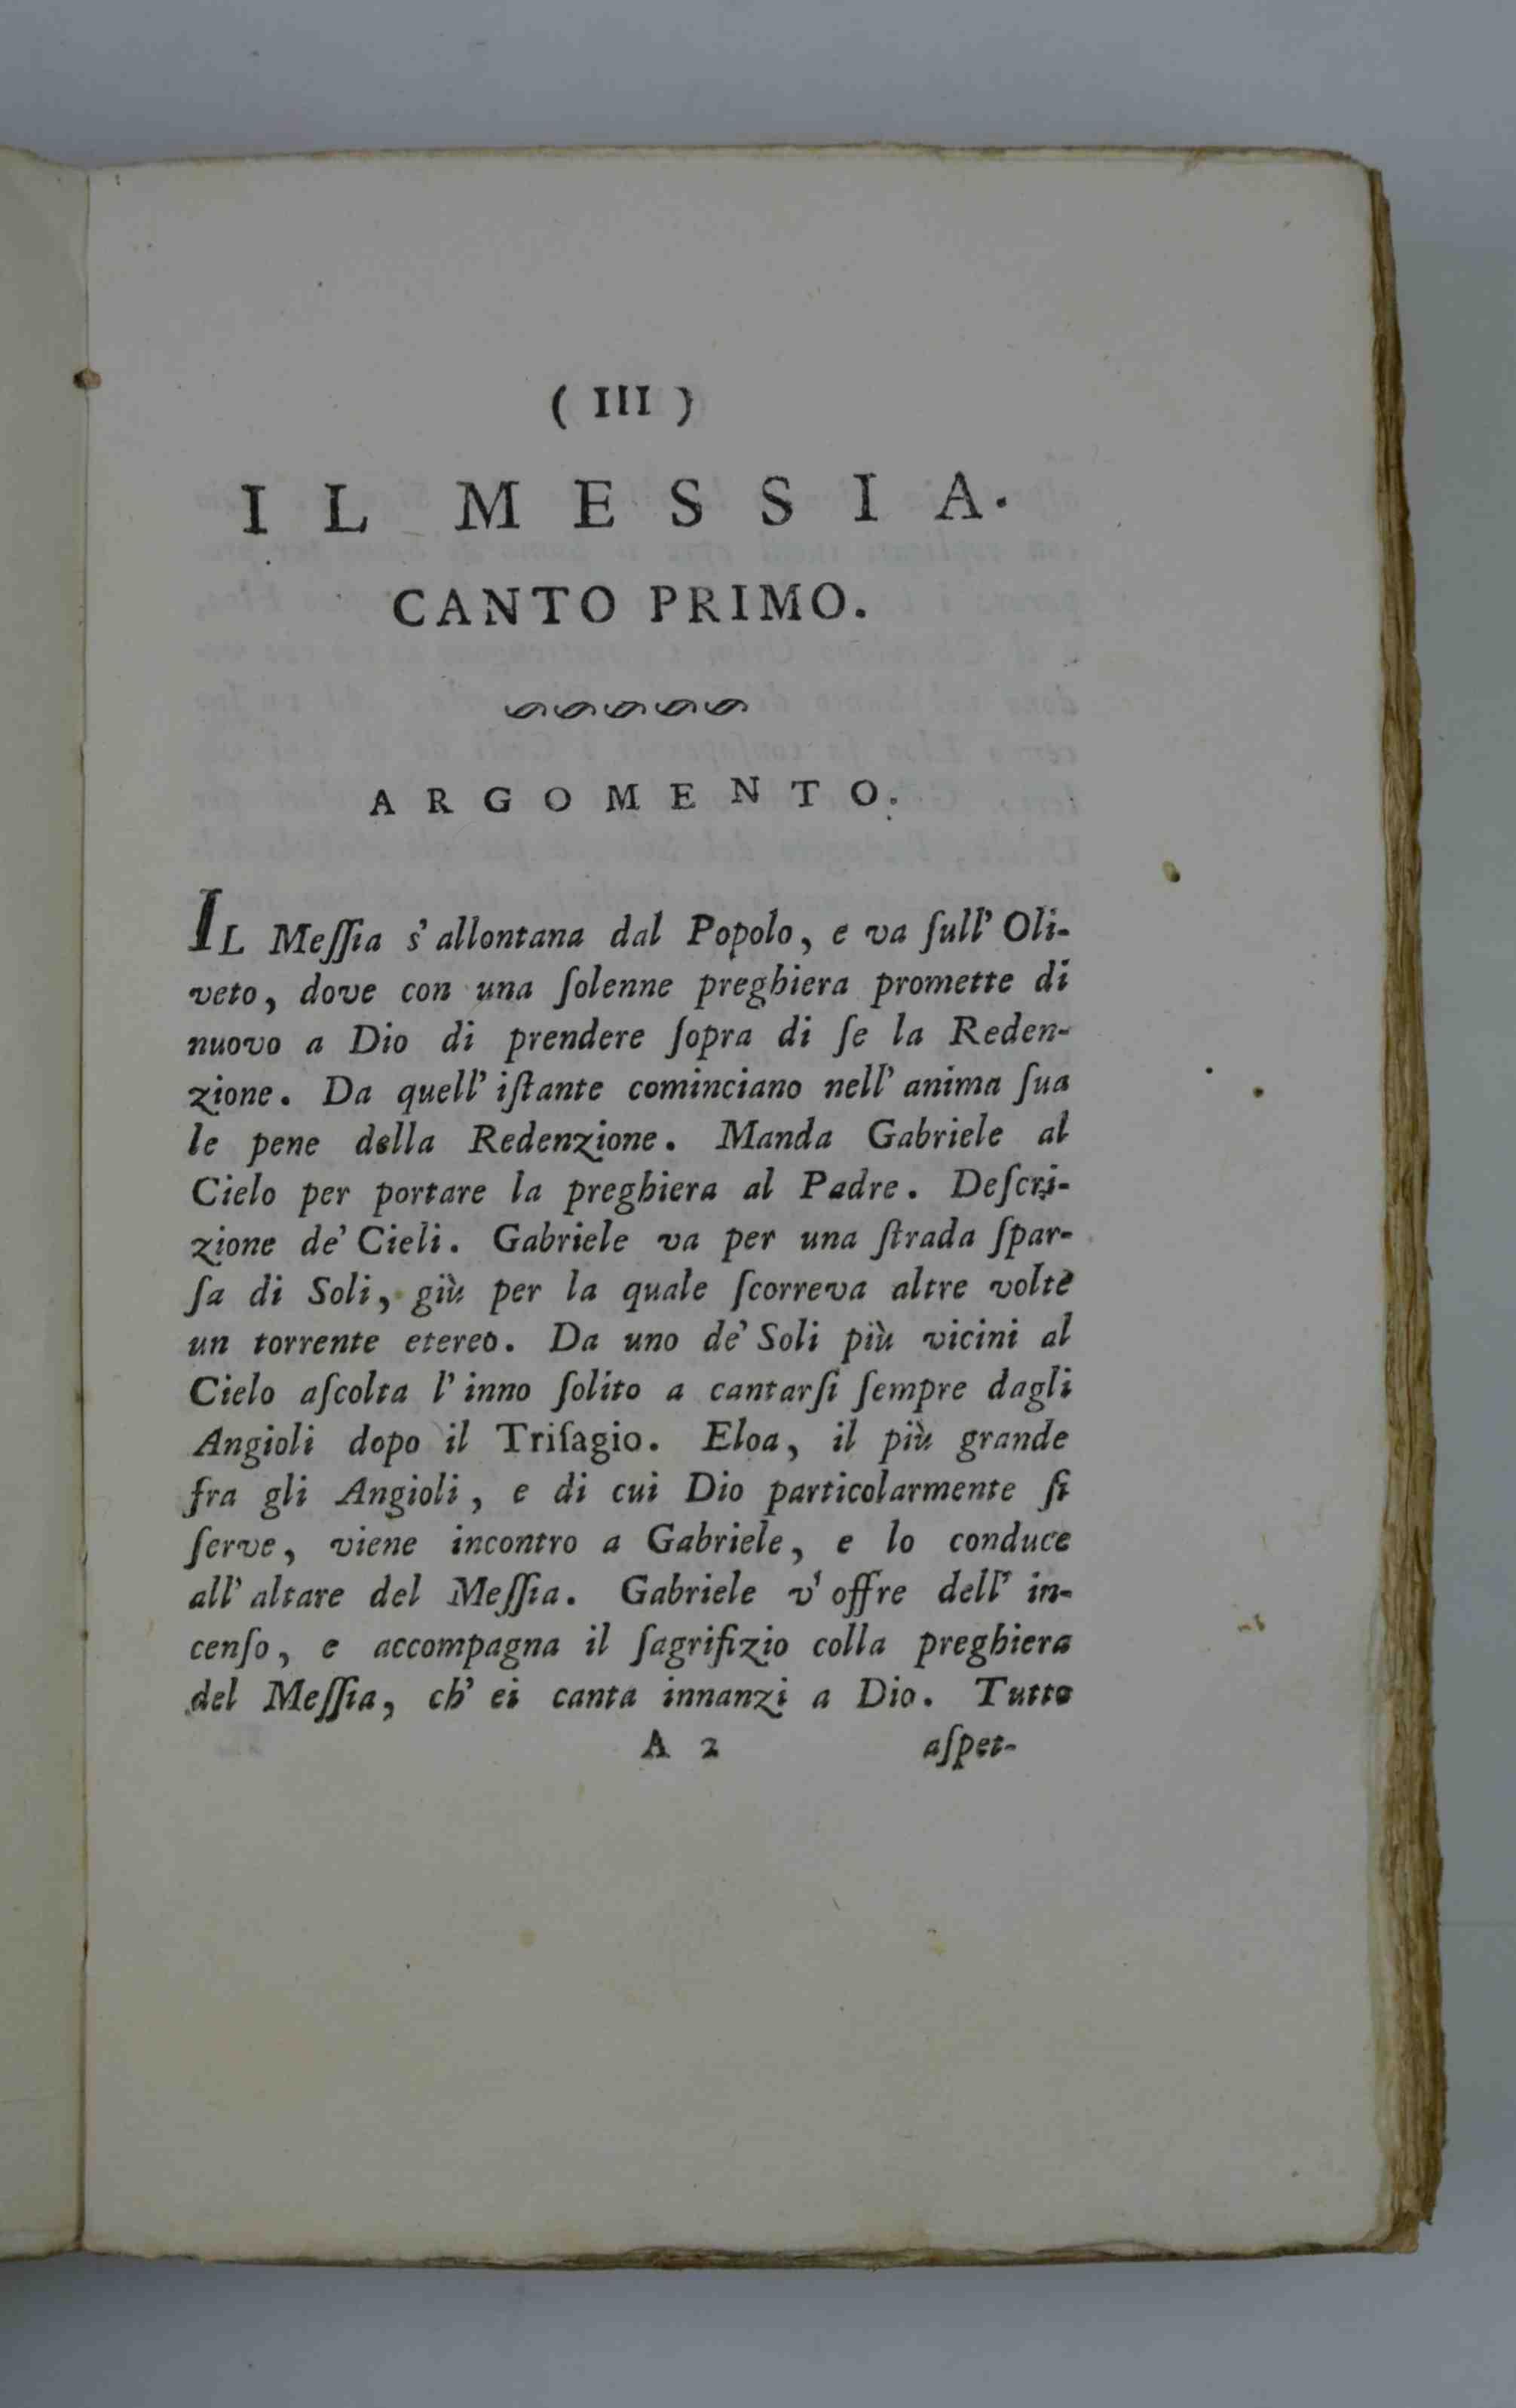 ( III )
IL MESSIA.
CANTO PRIMO.
ARGOMENTO.
IL Meſſia s' allontana dal Popolo, e va ſull' Oli-
veto, dove con una ſolenne preghiera promette di
nuovo a Dio di prendere ſopra di ſe la Reden-
zione. Da quell' iſtante cominciano nell' anima ſua
le pene della Redenzione. Manda Gabriele al
Cielo per portare la preghiera al Padre. Deſcri-
zione de' Cieli. Gabriele va per una ſtrada ſpar-
ſa di Soli, giù per la quale ſcorreva altre volte
un torrente etereo. Da uno de' Soli più vicini al
Cielo aſcolta l' inno ſolito a cantarſi ſempre dagli
Angioli dopo il Triſagio. Eloa, il più grande
fra gli Angioli, e di cui Dio particolarmente ſi
ſerve, viene incontro a Gabriele, e lo conduce
all' altare del Meſſia. Gabriele v' offre dell' in-
cenſo, e accompagna il ſagrifizio colla preghiera
del Meſſia, ch' ei canta innanzi a Dio. Tutto
A 2 aſpet-